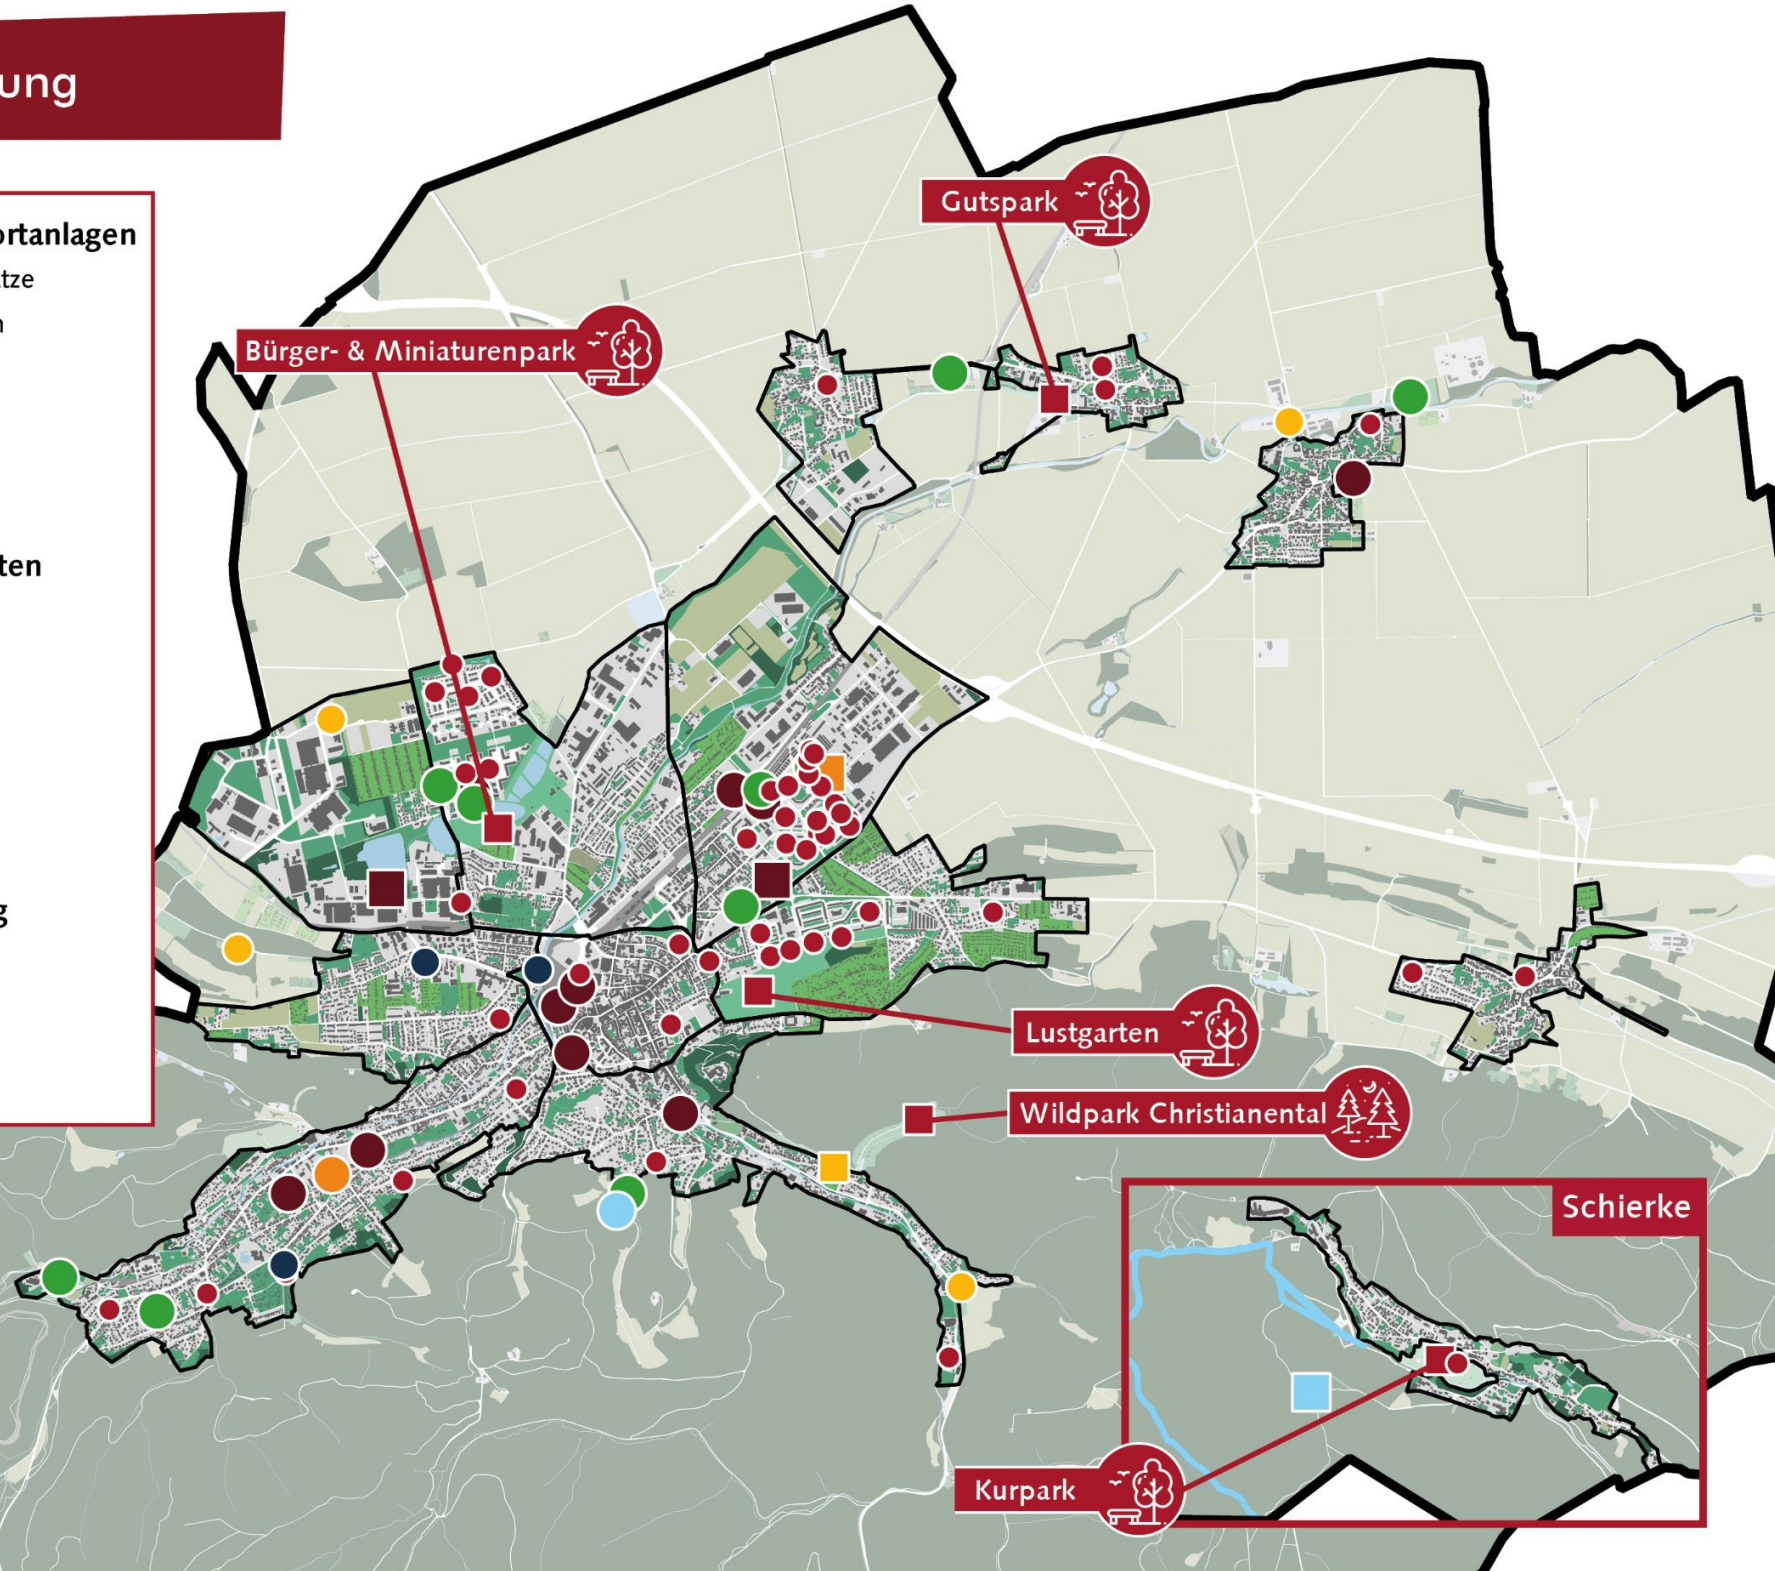 ung
ortanlagen
tze
n
ten
g
Gutspark
Bürger- & Miniaturenpark
Lustgarten
Wildpark Christianental
Schierke
Kurpark